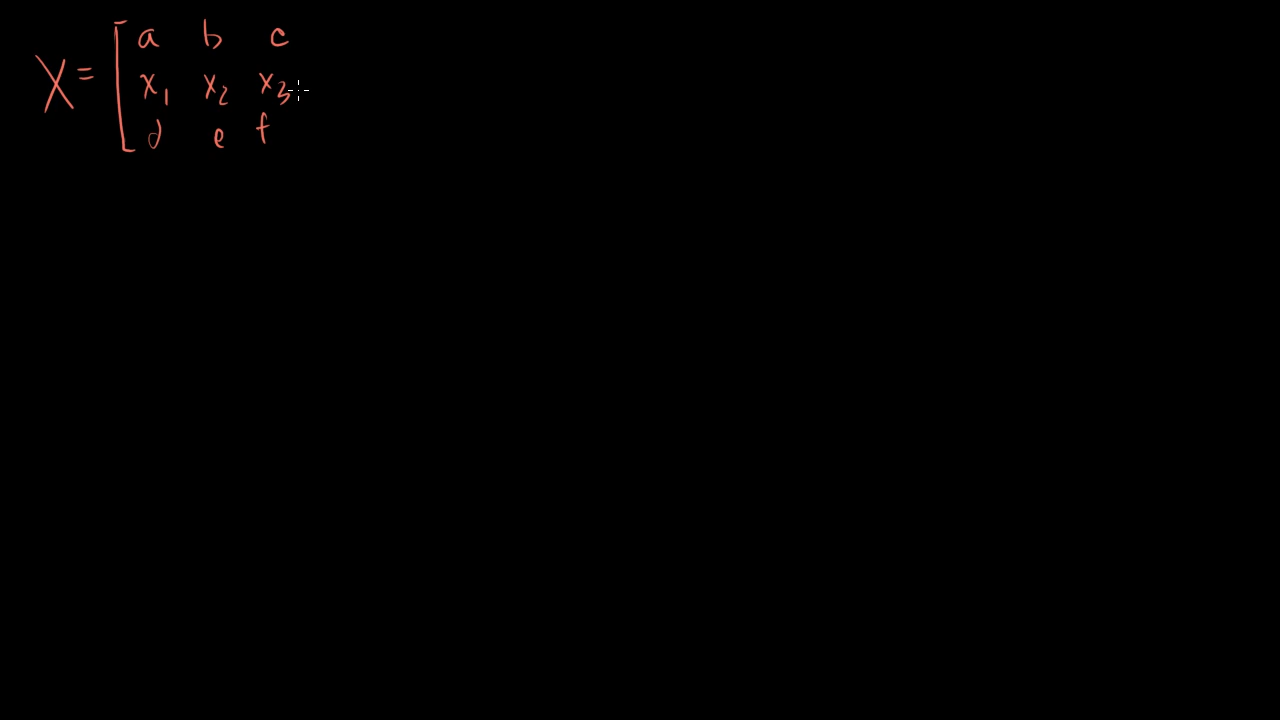 X = [ a b c
x₁ x₂ x₃
d e f